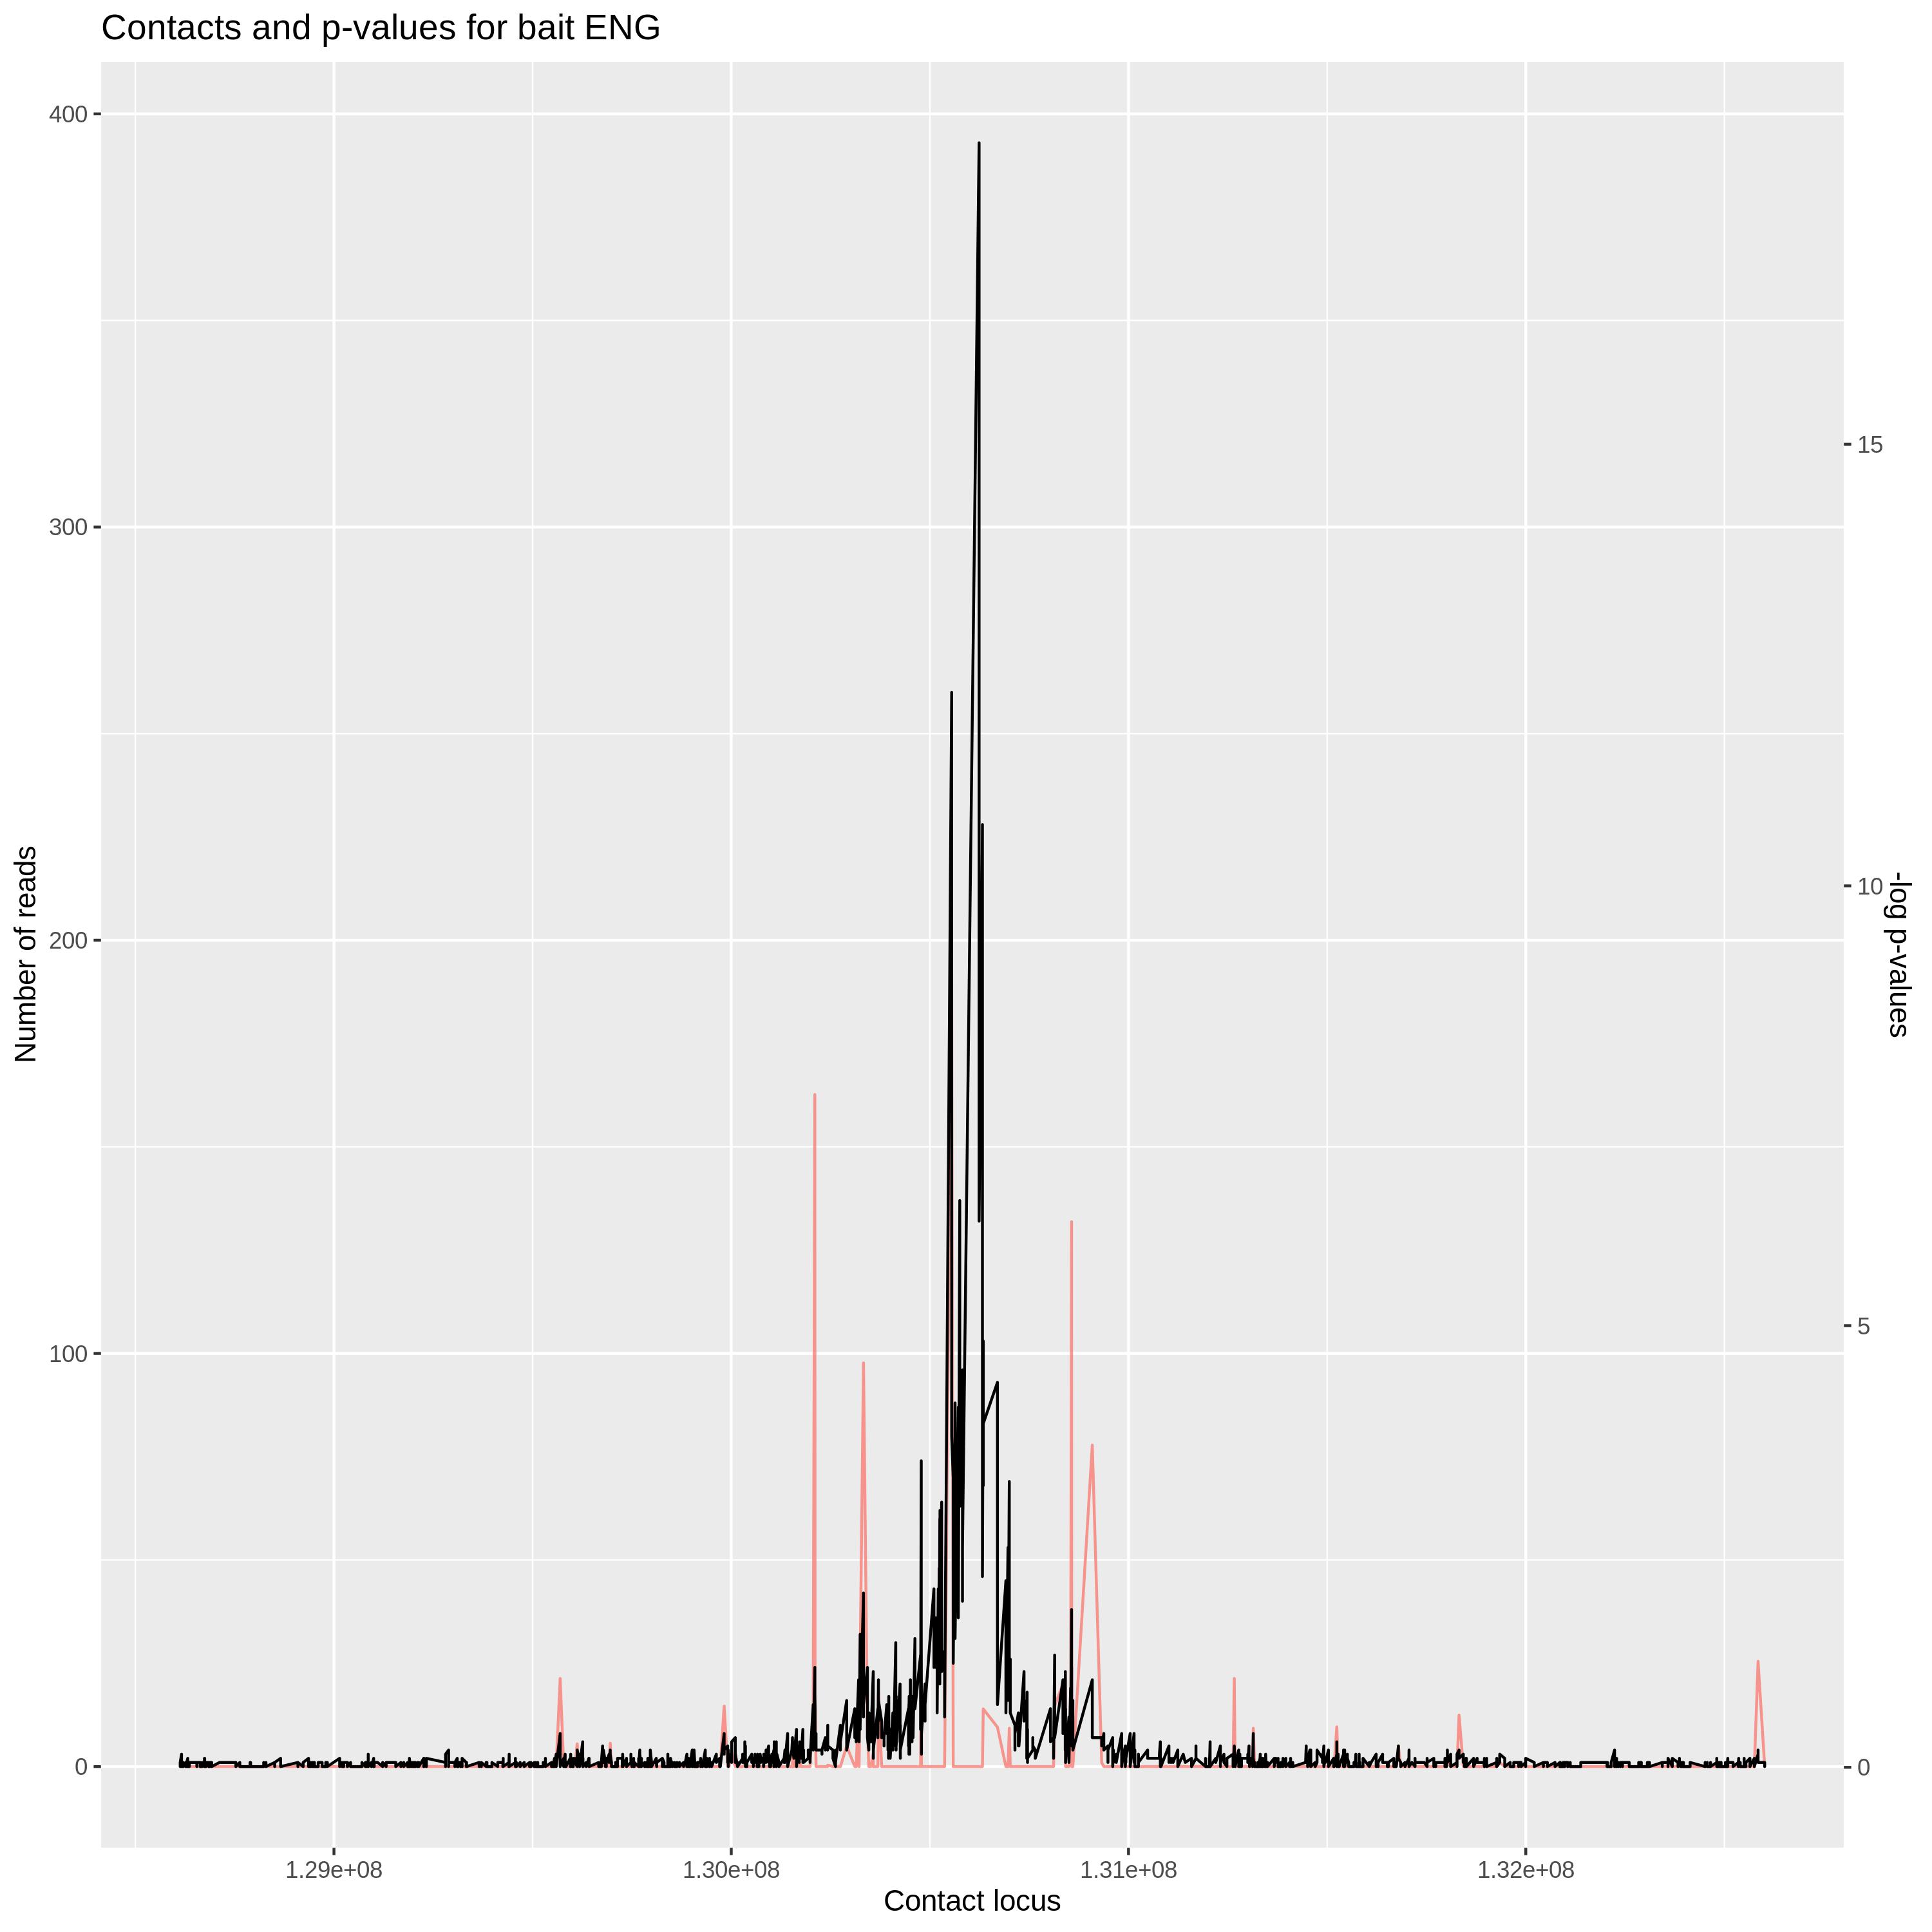 Contacts and p-values for bait ENG
400
300
200
100
0
Number of reads
15
10
5
0
-log p-values
1.29e+08
1.30e+08
1.31e+08
1.32e+08
Contact locus